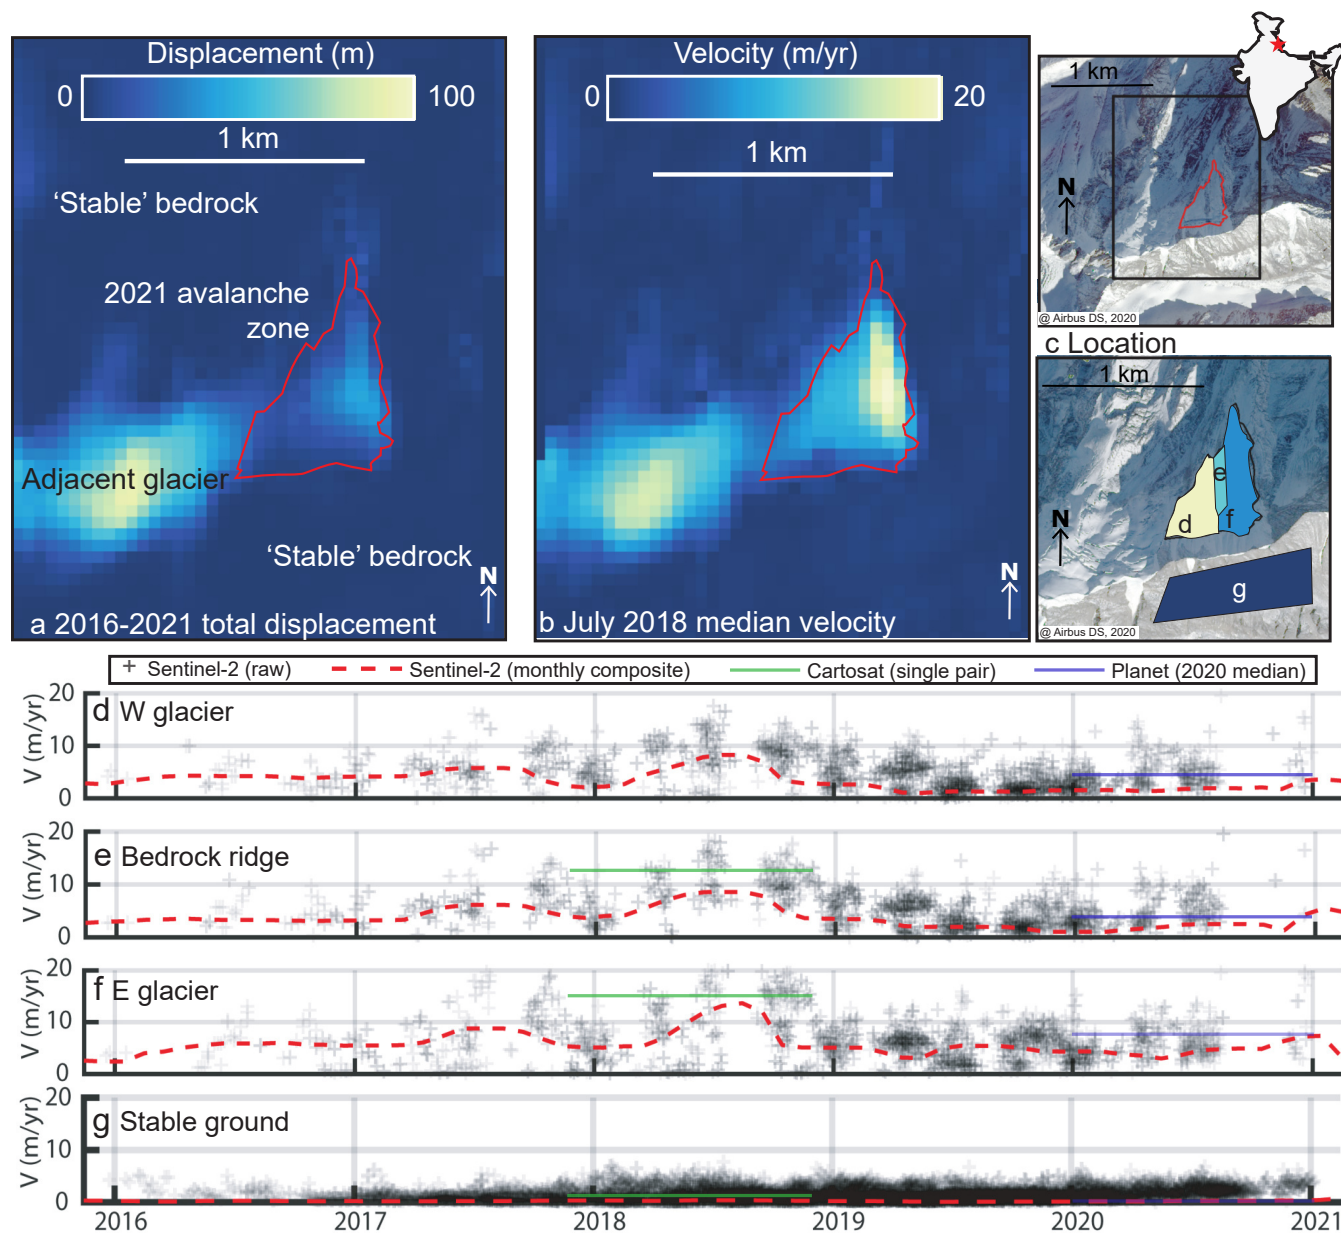 Displacement (m)
0
100
1 km
'Stable' bedrock
2021 avalanche
zone
Adjacent glacier
'Stable' bedrock
N
a 2016-2021 total displacement
Velocity (m/yr)
0
20
1 km
N
b July 2018 median velocity
1 km
N
@ Airbus DS, 2020
c Location
1 km
e
d
f
N
g
@ Airbus DS, 2020
+ Sentinel-2 (raw)
Sentinel-2 (monthly composite)
Cartosat (single pair)
Planet (2020 median)
V (m/yr)
20
10
0
d W glacier
V (m/yr)
20
10
0
e Bedrock ridge
V (m/yr)
20
10
0
f E glacier
V (m/yr)
20
10
0
g Stable ground
2016
2017
2018
2019
2020
2021